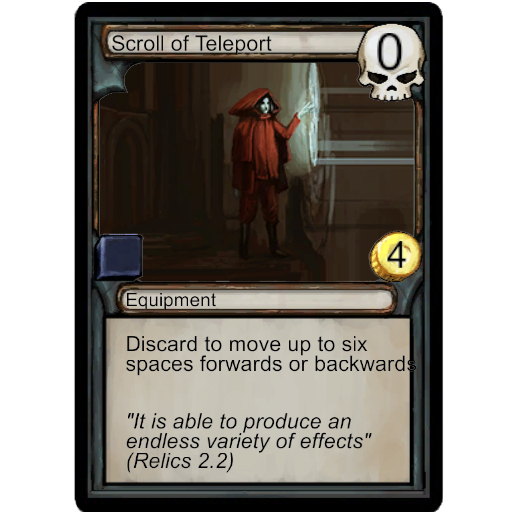 Scroll of Teleport
0
4
Equipment
Discard to move up to six
spaces forwards or backwards
"It is able to produce an
endless variety of effects"
(Relics 2.2)